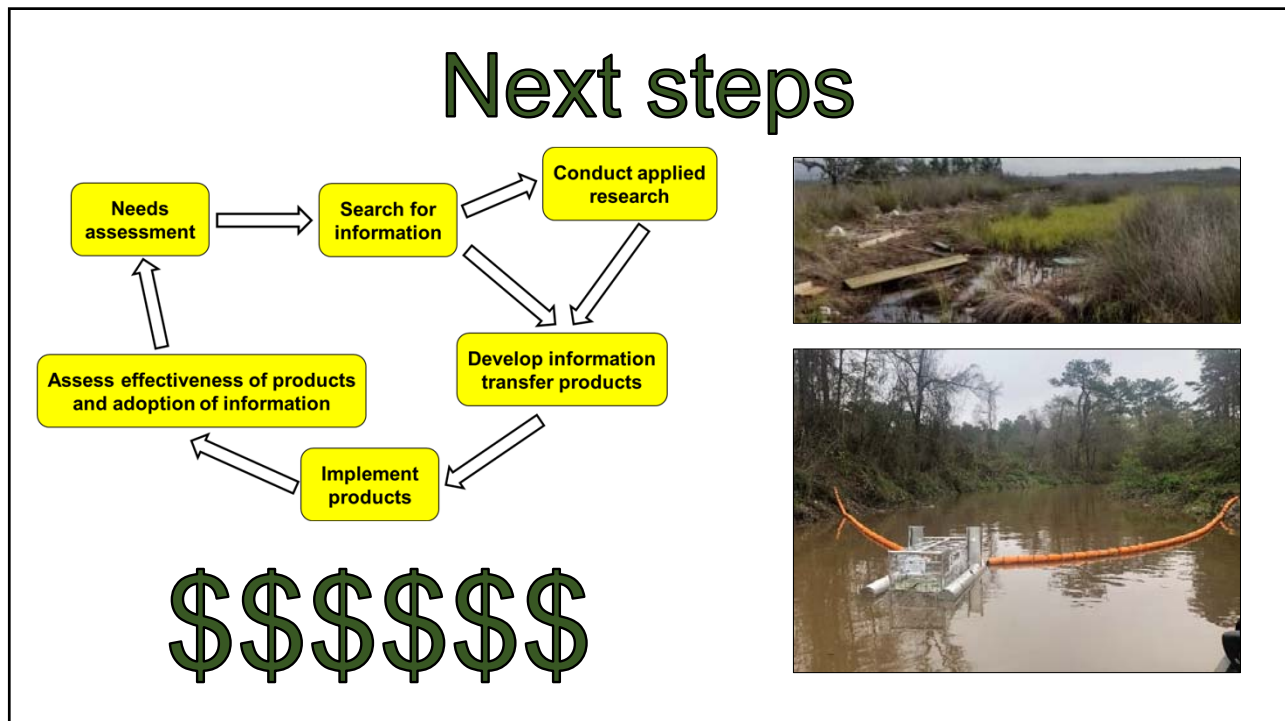 Next steps
Needs
assessment
Search for
information
Conduct applied
research
Develop information
transfer products
Assess effectiveness of products
and adoption of information
Implement
products
$$$$$$